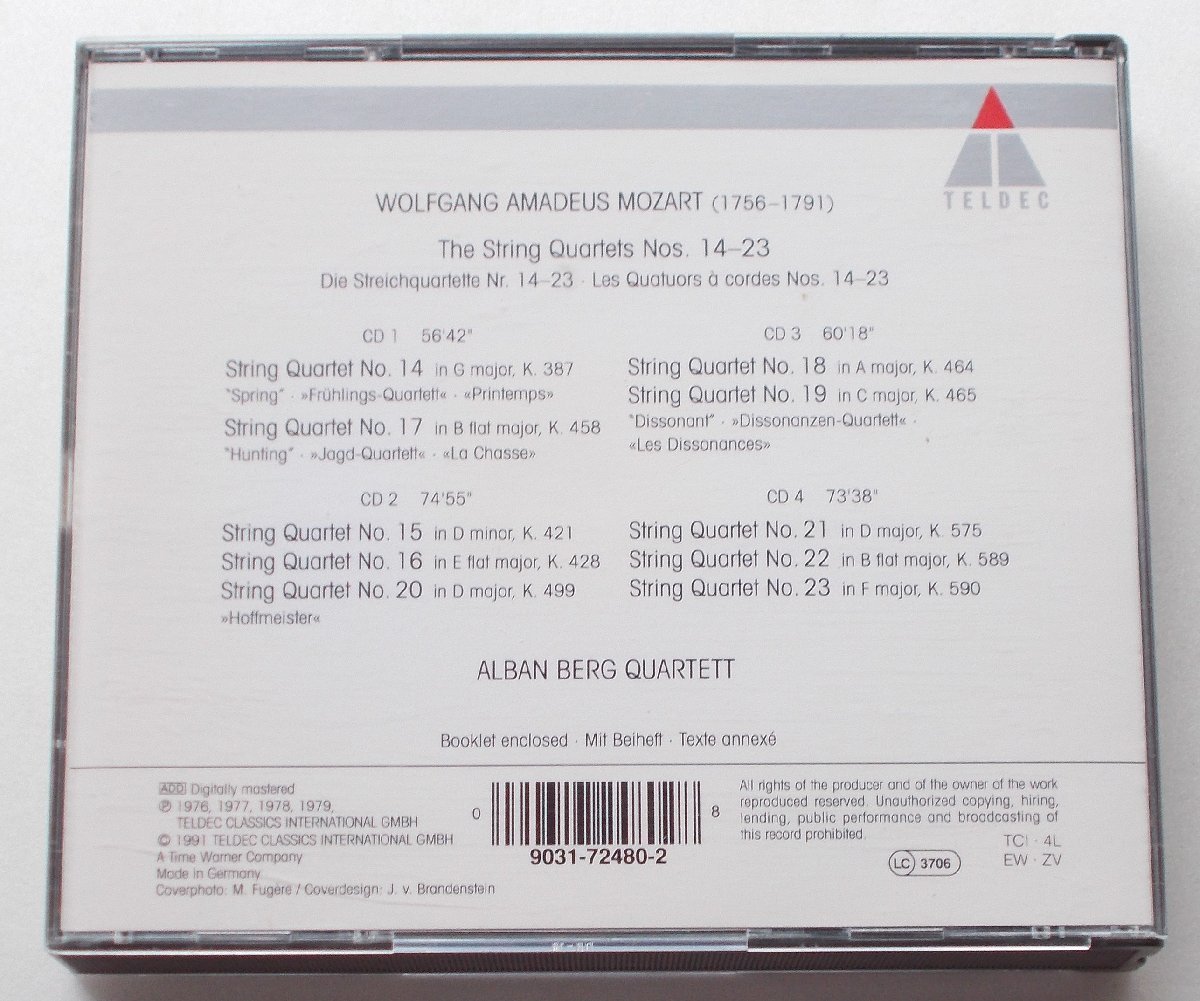 TELDEC
WOLFGANG AMADEUS MOZART (1756–1791)
The String Quartets Nos. 14–23
Die Streichquartette Nr. 14–23 · Les Quatuors à cordes Nos. 14–23
CD 1 56'42"
String Quartet No. 14 in G major, K. 387
"Spring" · »Frühlings-Quartett« · «Printemps»
String Quartet No. 17 in B flat major, K. 458
"Hunting" · »Jagd-Quartett« · «La Chasse»
CD 2 74'55"
String Quartet No. 15 in D minor, K. 421
String Quartet No. 16 in E flat major, K. 428
String Quartet No. 20 in D major, K. 499
»Hoffmeister«
CD 3 60'18"
String Quartet No. 18 in A major, K. 464
String Quartet No. 19 in C major, K. 465
"Dissonant" · »Dissonanzen-Quartett« ·
«Les Dissonances»
CD 4 73'38"
String Quartet No. 21 in D major, K. 575
String Quartet No. 22 in B flat major, K. 589
String Quartet No. 23 in F major, K. 590
ALBAN BERG QUARTETT
Booklet enclosed · Mit Beiheft · Texte annexé
ADD Digitally mastered
℗ 1976, 1977, 1978, 1979,
TELDEC CLASSICS INTERNATIONAL GMBH
© 1991 TELDEC CLASSICS INTERNATIONAL GMBH
A Time Warner Company
Made in Germany
Coverphoto: M. Fugère / Coverdesign: J. v. Brandenstein
0 8
9031-72480-2
All rights of the producer and of the owner of the work
reproduced reserved. Unauthorized copying, hiring,
lending, public performance and broadcasting of
this record prohibited.
LC 3706
TCI · 4L
EW · ZV